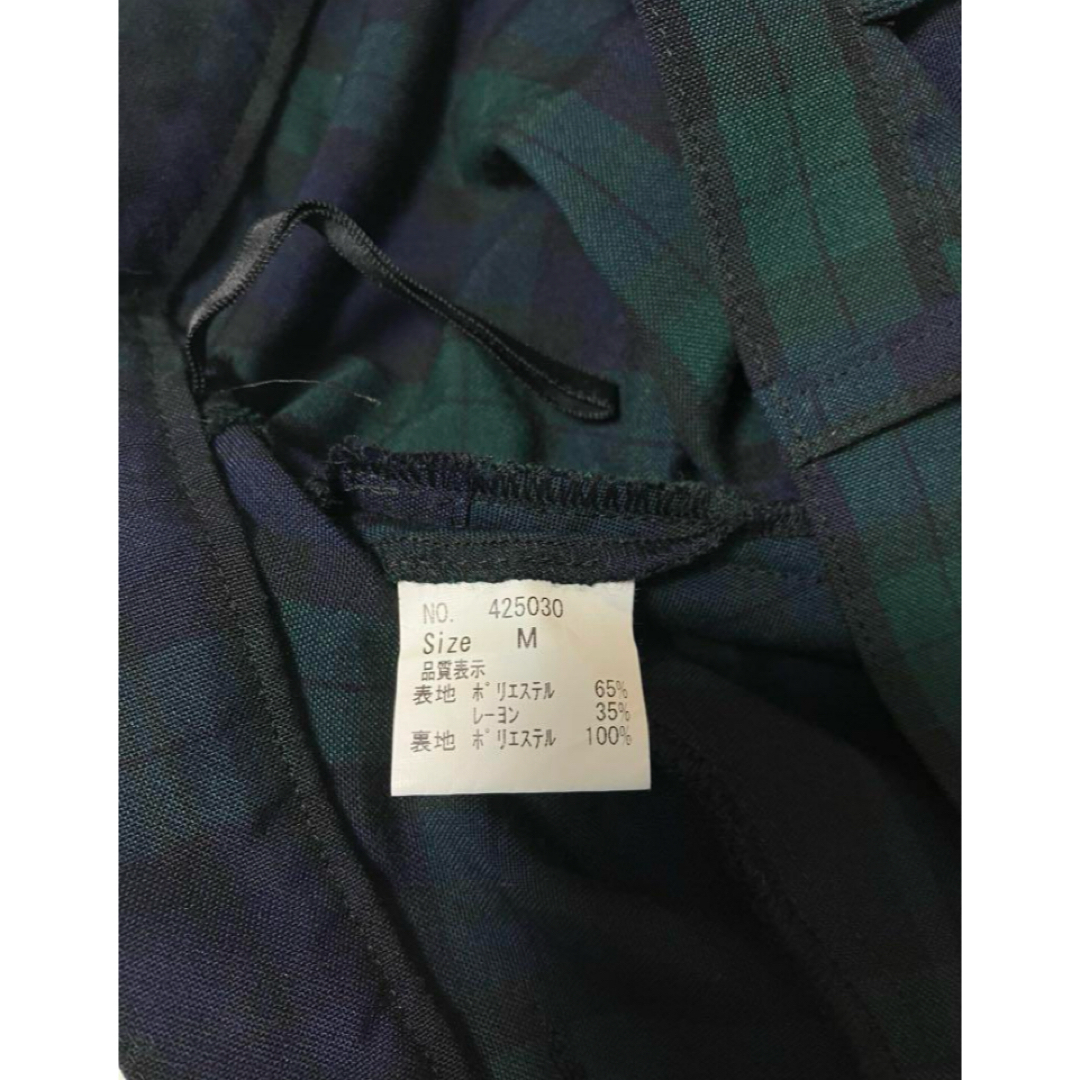 NO. 425030
Size M
品質表示
表地 ポリエステル 65%
レーヨン 35%
裏地 ポリエステル 100%